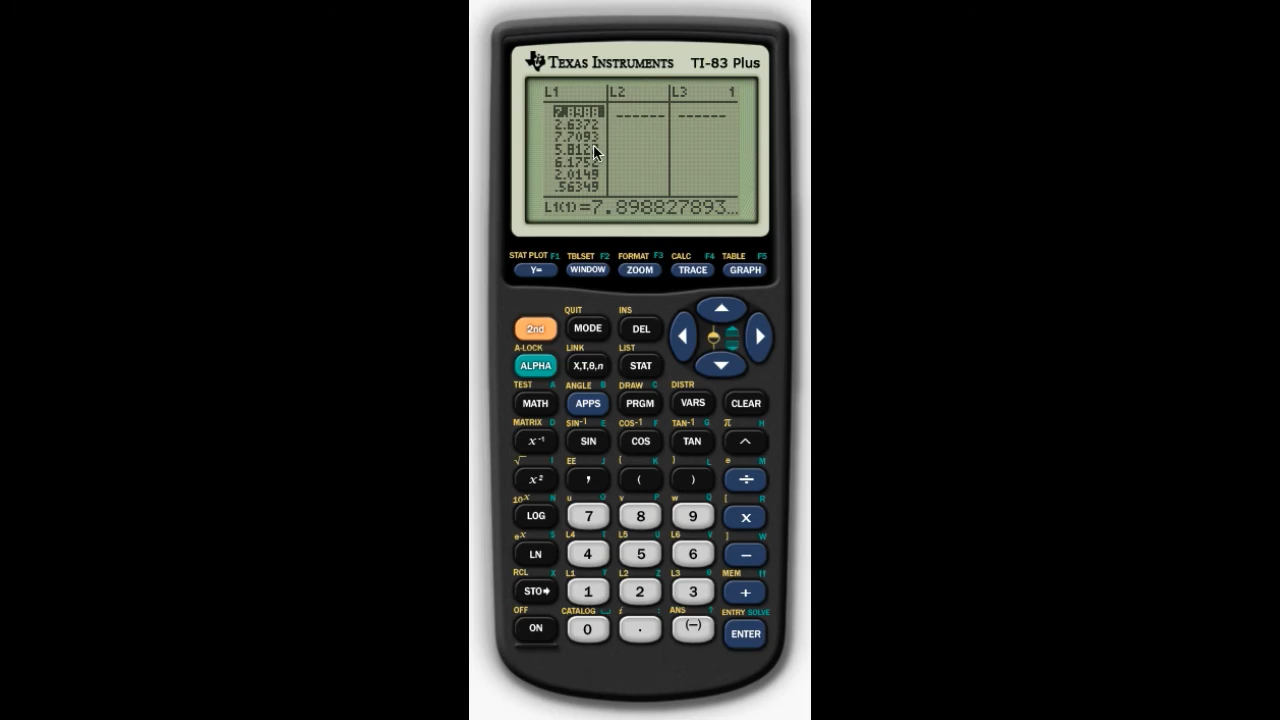 TEXAS INSTRUMENTS TI-83 Plus
L1 L2 L3 1
7.8988 ------ ------
2.6372
7.7093
6.1752
2.0149
.56349
L1(1)=7.898827893...
STAT PLOT F1 TBLSET F2 FORMAT F3 CALC F4 TABLE F5
Y= WINDOW ZOOM TRACE GRAPH
QUIT INS
2nd MODE DEL
A-LOCK LINK LIST
ALPHA X,T,θ,n STAT
TEST A ANGLE B DRAW C DISTR
MATH APPS PRGM VARS CLEAR
MATRIX D SIN-1 E COS-1 F TAN-1 G π H
x-1 SIN COS TAN ^
√ I EE J { K } L e M
x2 , ( ) ÷
10x N u O v P w Q [ R
LOG 7 8 9 x
ex S L4 T L5 U L6 V ] W
LN 4 5 6 −
RCL X L1 Y L2 Z L3 θ MEM "
STO➔ 1 2 3 +
OFF CATALOG i : ANS ? ENTRY SOLVE
ON 0 . (−) ENTER